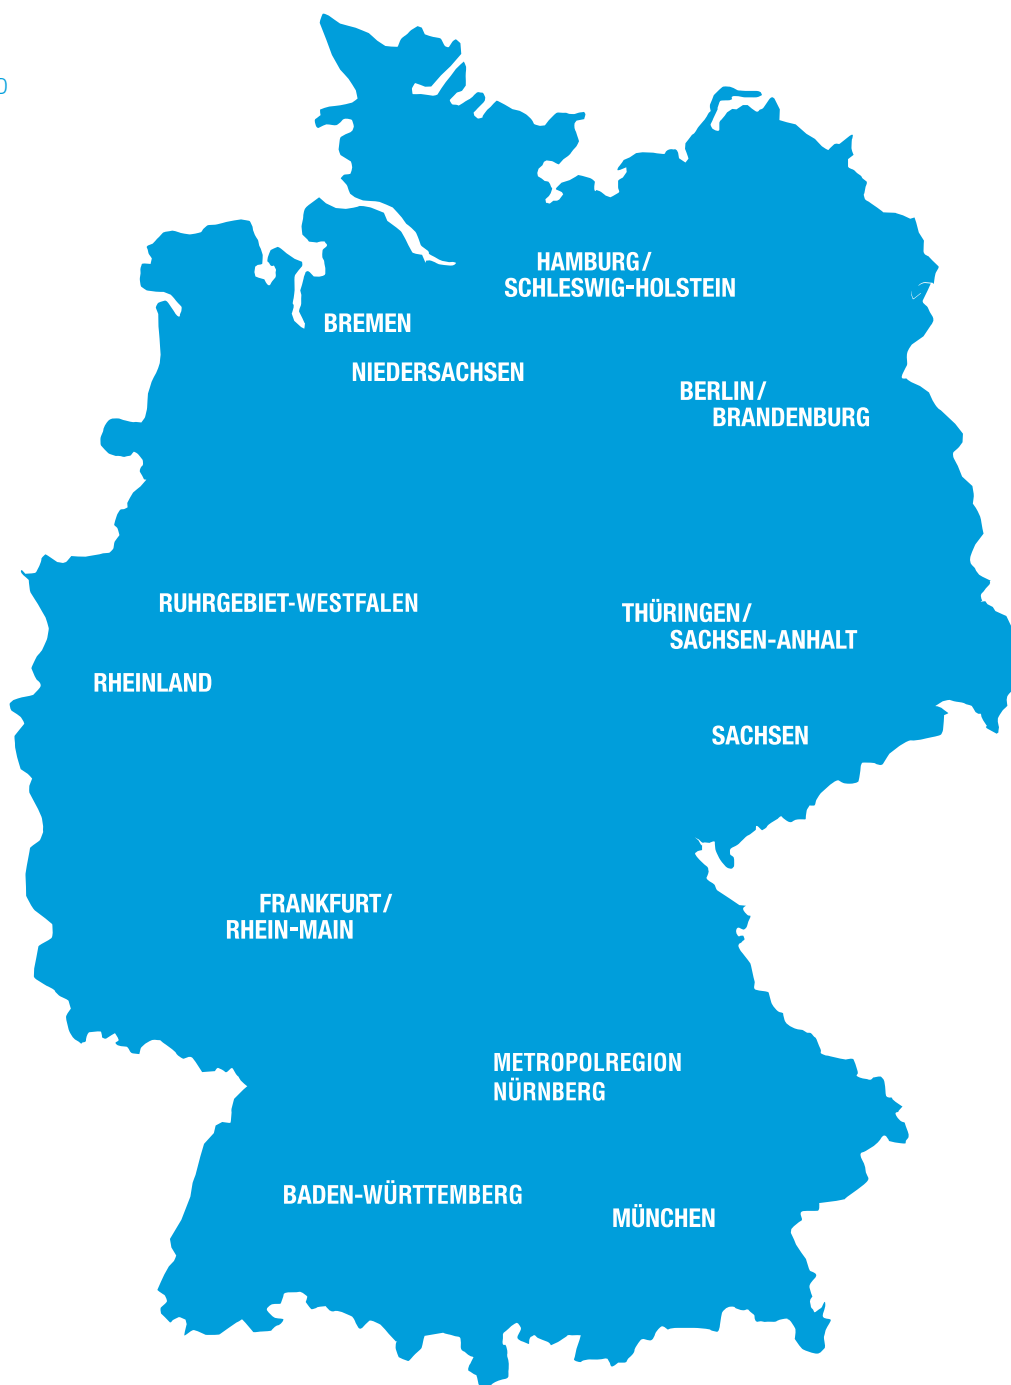 HAMBURG/
SCHLESWIG-HOLSTEIN
BREMEN
NIEDERSACHSEN
BERLIN/
BRANDENBURG
RUHRGEBIET-WESTFALEN
THÜRINGEN/
SACHSEN-ANHALT
RHEINLAND
SACHSEN
FRANKFURT/
RHEIN-MAIN
METROPOLREGION
NÜRNBERG
BADEN-WÜRTTEMBERG
MÜNCHEN